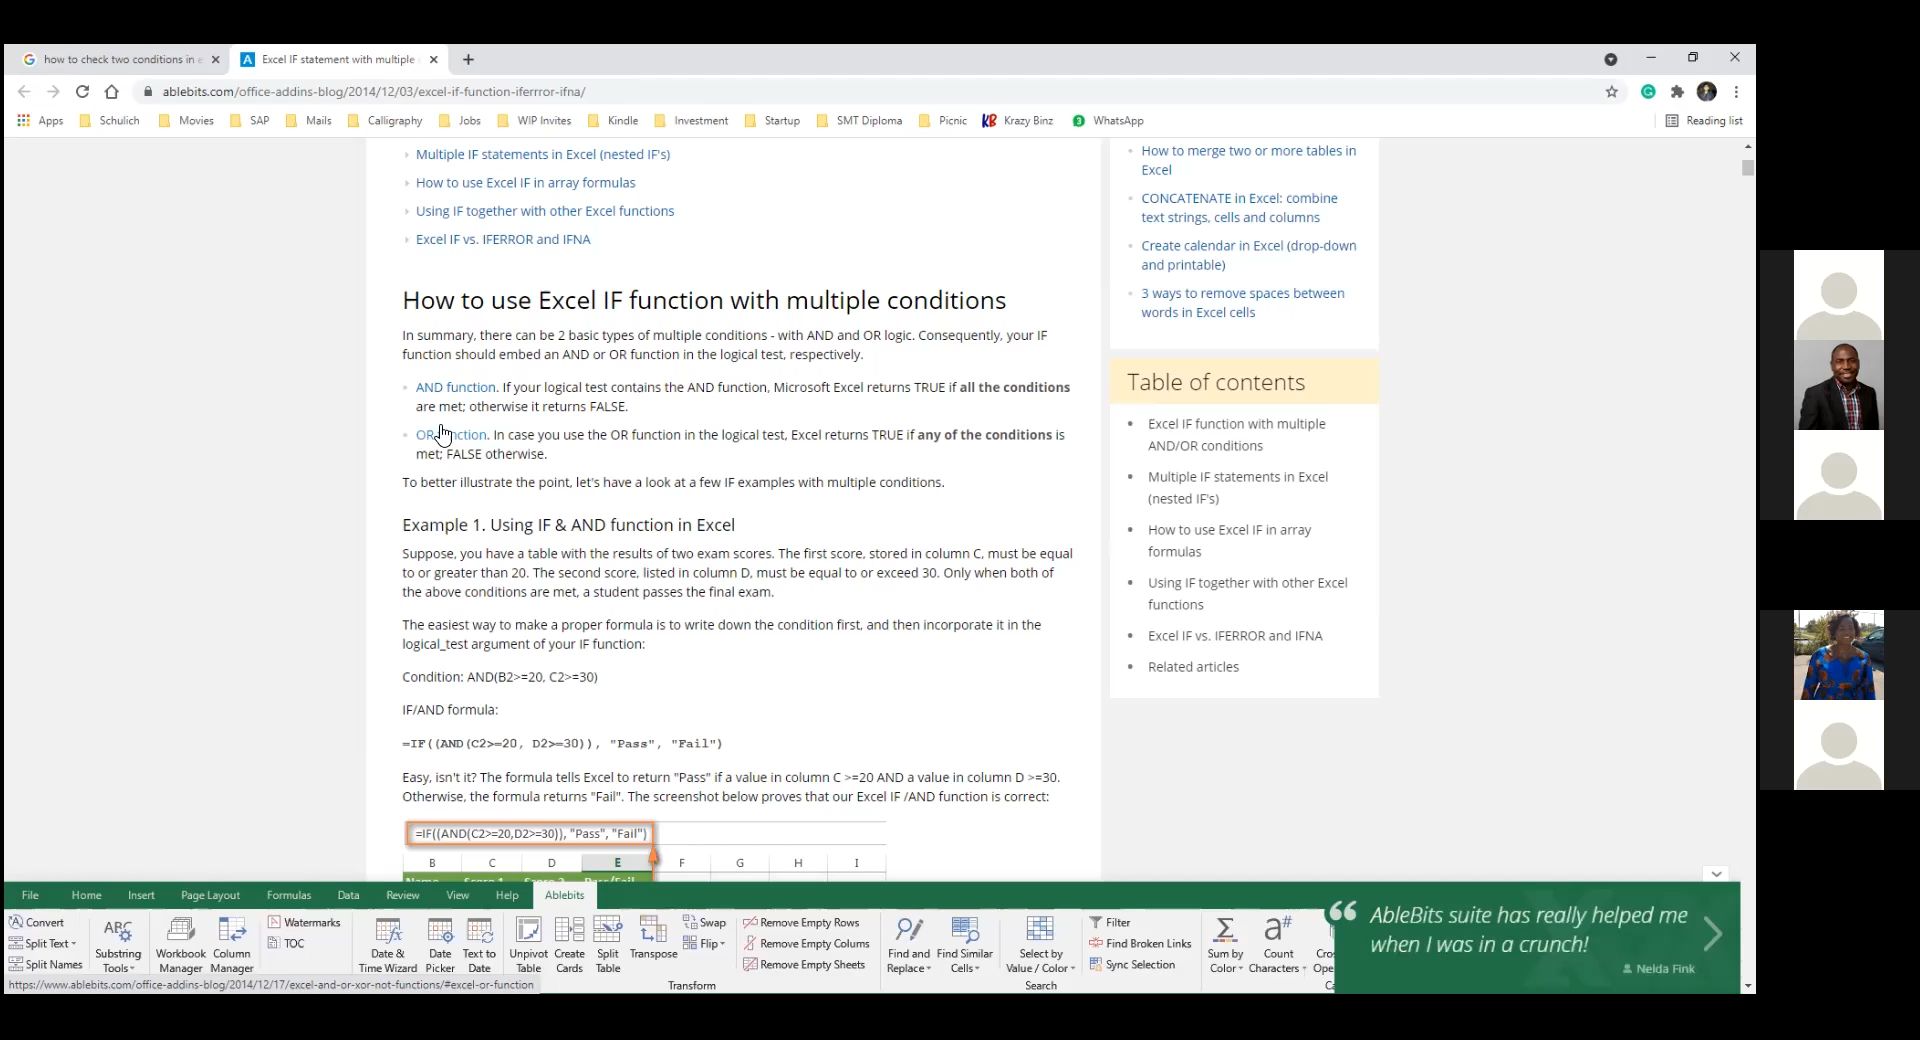 how to check two conditions in e
Excel IF statement with multiple
ablebits.com/office-addins-blog/2014/12/03/excel-if-function-iferrror-ifna/
Apps Schulich Movies SAP Mails Calligraphy Jobs WIP Invites Kindle Investment Startup SMT Diploma Picnic Krazy Binz WhatsApp Reading list
Multiple IF statements in Excel (nested IF's)
How to use Excel IF in array formulas
Using IF together with other Excel functions
Excel IF vs. IFERROR and IFNA
How to use Excel IF function with multiple conditions
In summary, there can be 2 basic types of multiple conditions - with AND and OR logic. Consequently, your IF
function should embed an AND or OR function in the logical test, respectively.
AND function. If your logical test contains the AND function, Microsoft Excel returns TRUE if all the conditions
are met; otherwise it returns FALSE.
OR function. In case you use the OR function in the logical test, Excel returns TRUE if any of the conditions is
met; FALSE otherwise.
To better illustrate the point, let's have a look at a few IF examples with multiple conditions.
Example 1. Using IF & AND function in Excel
Suppose, you have a table with the results of two exam scores. The first score, stored in column C, must be equal
to or greater than 20. The second score, listed in column D, must be equal to or exceed 30. Only when both of
the above conditions are met, a student passes the final exam.
The easiest way to make a proper formula is to write down the condition first, and then incorporate it in the
logical_test argument of your IF function:
Condition: AND(B2>=20, C2>=30)
IF/AND formula:
=IF((AND(C2>=20, D2>=30)), "Pass", "Fail")
Easy, isn't it? The formula tells Excel to return "Pass" if a value in column C >=20 AND a value in column D >=30.
Otherwise, the formula returns "Fail". The screenshot below proves that our Excel IF /AND function is correct:
=IF((AND(C2>=20,D2>=30)), "Pass", "Fail")
B C D E F G H I
Name Score 1 Score 2 Pass/Fail
How to merge two or more tables in
Excel
CONCATENATE in Excel: combine
text strings, cells and columns
Create calendar in Excel (drop-down
and printable)
3 ways to remove spaces between
words in Excel cells
Table of contents
Excel IF function with multiple
AND/OR conditions
Multiple IF statements in Excel
(nested IF's)
How to use Excel IF in array
formulas
Using IF together with other Excel
functions
Excel IF vs. IFERROR and IFNA
Related articles
File Home Insert Page Layout Formulas Data Review View Help Ablebits
Convert
Split Text
Split Names
ABC
Substring
Tools
Workbook
Manager
Column
Manager
Watermarks
TOC
Date &
Time Wizard
Date
Picker
Text to
Date
Unpivot
Table
Create
Cards
Split
Table
Transpose
Swap
Flip
Transform
Remove Empty Rows
Remove Empty Colums
Remove Empty Sheets
Find and
Replace
Find Similar
Cells
Select by
Value / Color
Search
Filter
Find Broken Links
Sync Selection
Sum by
Color
Count
Characters
“ AbleBits suite has really helped me
when I was in a crunch!
Nelda Fink
https://www.ablebits.com/office-addins-blog/2014/12/17/excel-and-or-xor-not-functions/#excel-or-function